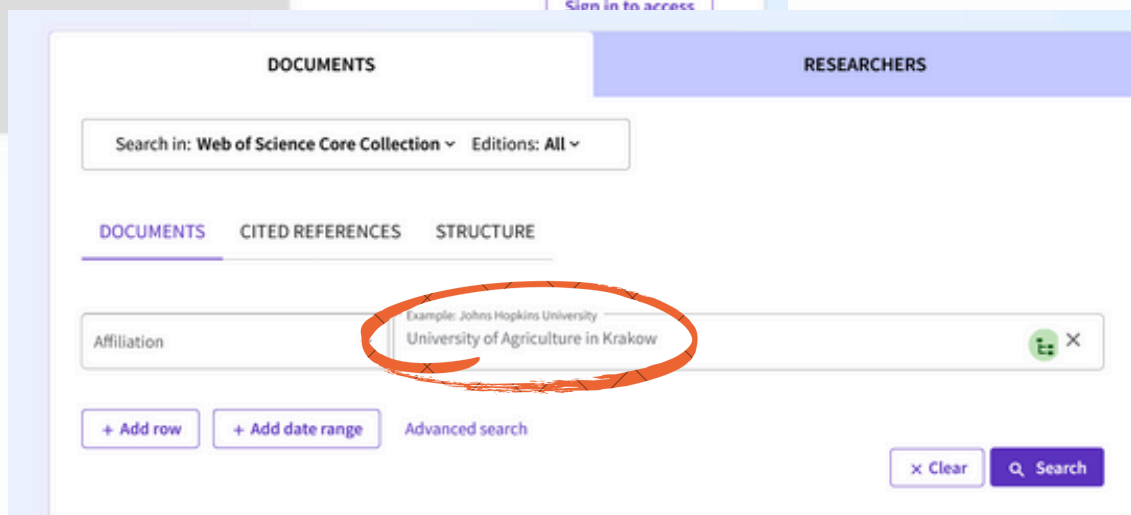 Sign in to access
DOCUMENTS
RESEARCHERS
Search in: Web of Science Core Collection Editions: All
DOCUMENTS CITED REFERENCES STRUCTURE
Affiliation
Example: Johns Hopkins University
University of Agriculture in Krakow
+ Add row + Add date range Advanced search
× Clear Search